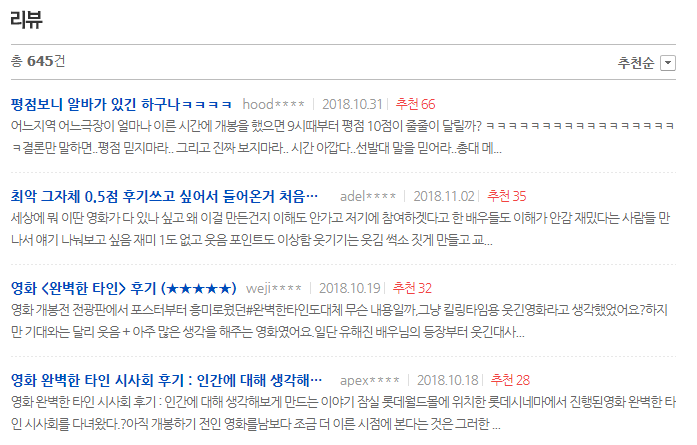 리뷰
총 645건
추천순
평점보니 알바가 있긴 하구나ㅋㅋㅋㅋ hood**** 2018.10.31 추천 66
어느지역 어느극장이 얼마나 이른 시간에 개봉을 했으면 9시때부터 평점 10점이 줄줄이 달릴까? ㅋㅋㅋㅋㅋㅋㅋㅋㅋㅋㅋㅋㅋㅋㅋㅋㅋ
ㅋ결론만 말하면..평점 믿지마라.. 그리고 진짜 보지마라.. 시간 아깝다..선발대 말을 믿어라..총대 메...
최악 그자체 0.5점 후기쓰고 싶어서 들어온거 처음… adel**** 2018.11.02 추천 35
세상에 뭐 이딴 영화가 다 있나 싶고 왜 이걸 만든건지 이해도 안가고 저기에 참여하겟다고 한 배우들도 이해가 안감 재밌다는 사람들 만
나서 얘기 나눠보고 싶음 재미 1도 없고 웃음 포인트도 이상함 웃기기는 웃김 썩소 짓게 만들고 교...
영화 <완벽한 타인> 후기 (★★★★★) weji**** 2018.10.19 추천 32
영화 개봉전 전광판에서 포스터부터 흥미로웠던#완벽한타인도대체 무슨 내용일까,그냥 킬링타임용 웃긴영화라고 생각했었어요?하지
만 기대와는 달리 웃음 + 아주 많은 생각을 해주는 영화였어요.일단 유해진 배우님의 등장부터 웃긴대사...
영화 완벽한 타인 시사회 후기 : 인간에 대해 생각해… apex**** 2018.10.18 추천 28
영화 완벽한 타인 시사회 후기 : 인간에 대해 생각해보게 만드는 이야기 잠실 롯데월드몰에 위치한 롯데시네마에서 진행된영화 완벽한 타
인 시사회를 다녀왔다.?아직 개봉하기 전인 영화를남보다 조금 더 이른 시점에 본다는 것은 그러한 ...